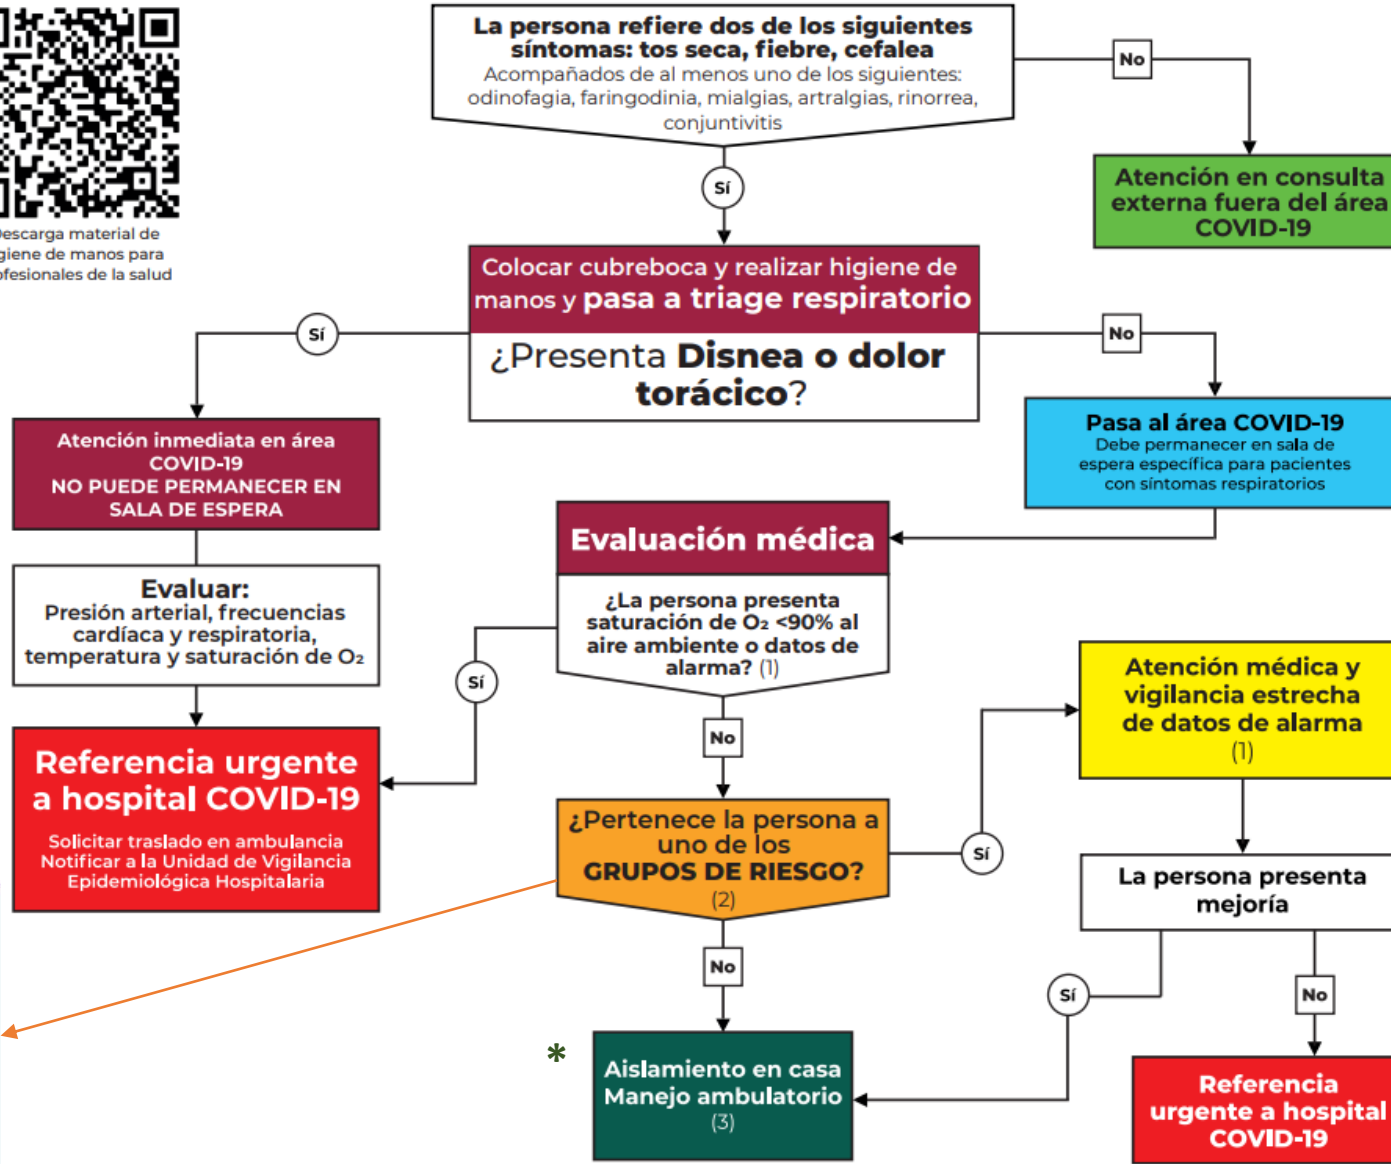 La persona refiere dos de los siguientes
síntomas: tos seca, fiebre, cefalea
Acompañados de al menos uno de los siguientes:
odinofagia, faringodinia, mialgias, artralgias, rinorrea,
conjuntivitis
No
Atención en consulta
externa fuera del área
COVID-19
Descarga material de
higiene de manos para
profesionales de la salud
Sí
Colocar cubreboca y realizar higiene de
manos y pasa a triage respiratorio
¿Presenta Disnea o dolor
torácico?
Sí
No
Atención inmediata en área
COVID-19
NO PUEDE PERMANECER EN
SALA DE ESPERA
Pasa al área COVID-19
Debe permanecer en sala de
espera específica para pacientes
con síntomas respiratorios
Evaluar:
Presión arterial, frecuencias
cardíaca y respiratoria,
temperatura y saturación de O₂
Evaluación médica
¿La persona presenta
saturación de O₂ <90% al
aire ambiente o datos de
alarma? (1)
Sí
No
Referencia urgente
a hospital COVID-19
Solicitar traslado en ambulancia
Notificar a la Unidad de Vigilancia
Epidemiológica Hospitalaria
¿Pertenece la persona a
uno de los
GRUPOS DE RIESGO?
(2)
Sí
Atención médica y
vigilancia estrecha
de datos de alarma
(1)
La persona presenta
mejoría
No
Sí
No
*
Aislamiento en casa
Manejo ambulatorio
(3)
Referencia
urgente a hospital
COVID-19